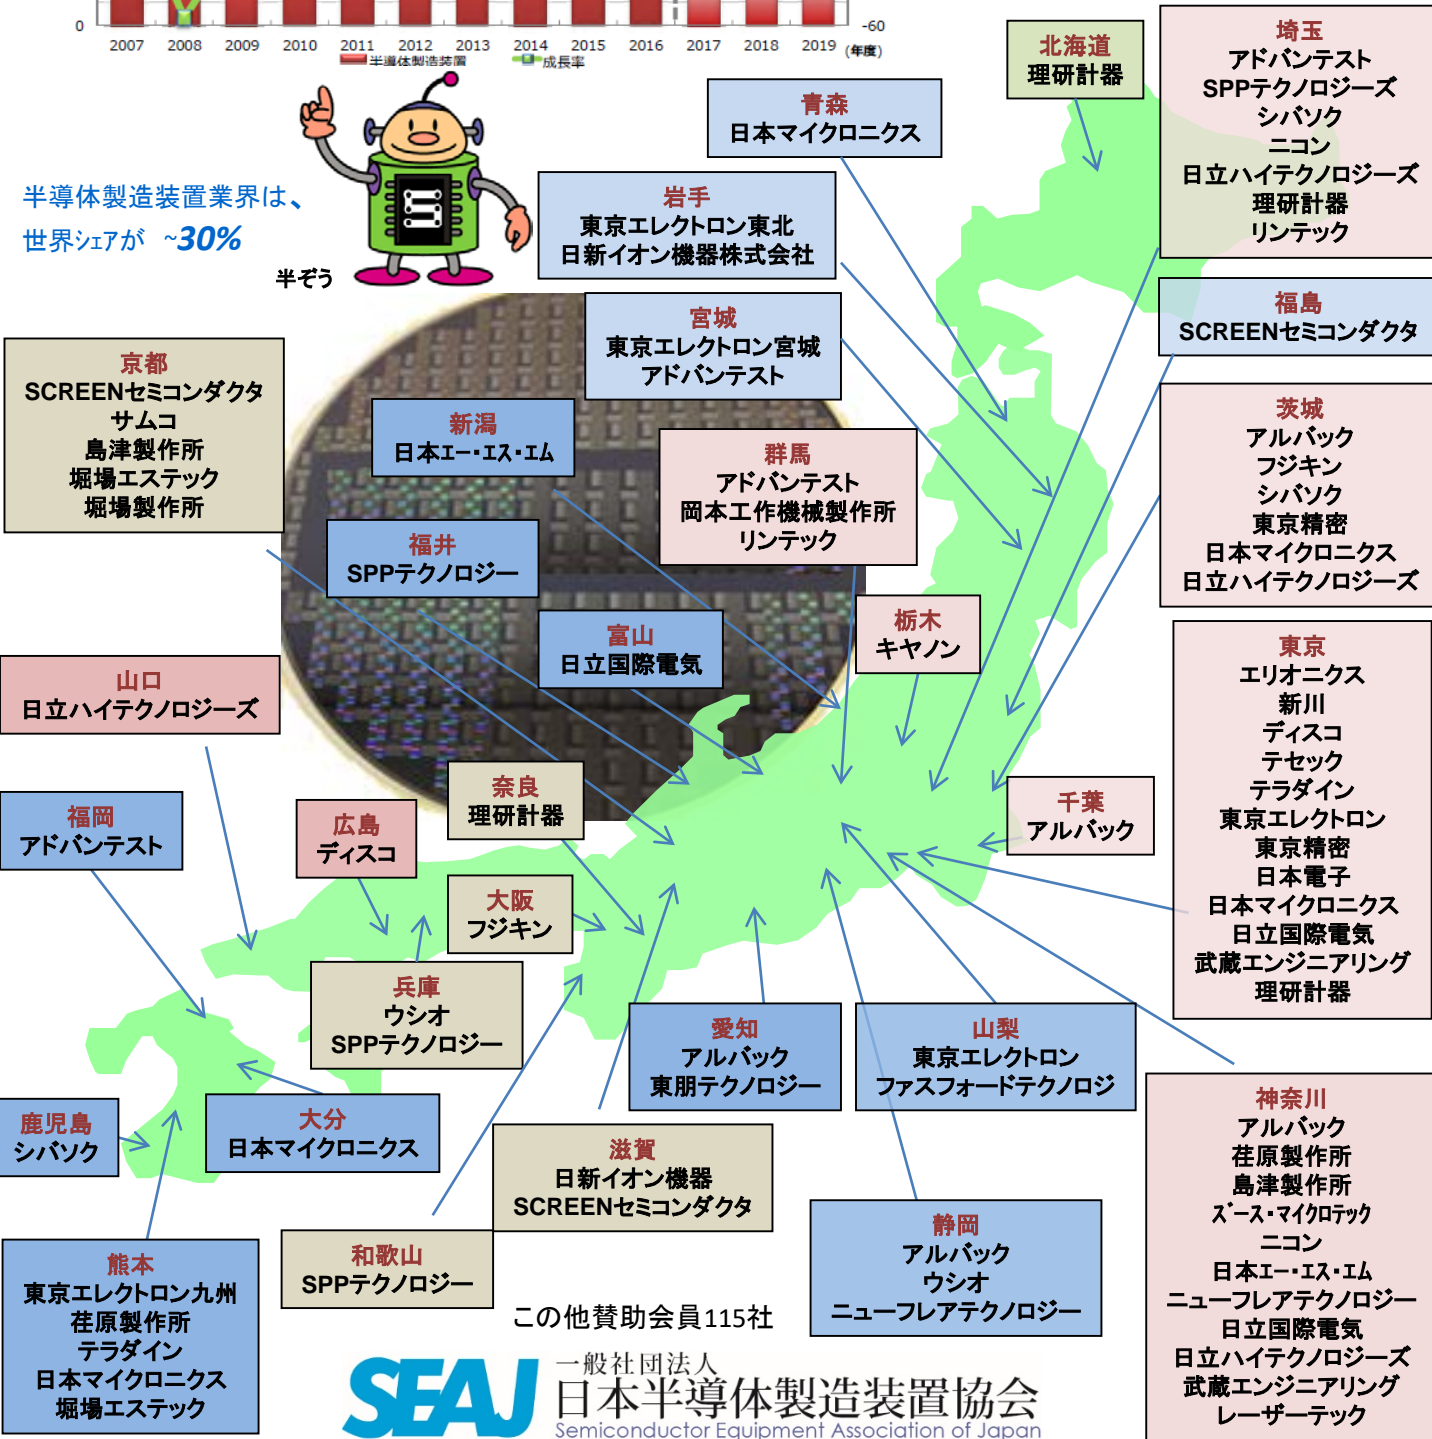 0
-60
2007 2008 2009 2010 2011 2012 2013 2014 2015 2016 2017 2018 2019 (年度)
半導体製造装置 成長率
半導体製造装置業界は、
世界シェアが ~30%
半ぞう
北海道
理研計器
埼玉
アドバンテスト
SPPテクノロジーズ
シバソク
ニコン
日立ハイテクノロジーズ
理研計器
リンテック
青森
日本マイクロニクス
岩手
東京エレクトロン東北
日新イオン機器株式会社
宮城
東京エレクトロン宮城
アドバンテスト
福島
SCREENセミコンダクタ
京都
SCREENセミコンダクタ
サムコ
島津製作所
堀場エステック
堀場製作所
新潟
日本エー・エス・エム
群馬
アドバンテスト
岡本工作機械製作所
リンテック
茨城
アルバック
フジキン
シバソク
東京精密
日本マイクロニクス
日立ハイテクノロジーズ
福井
SPPテクノロジー
富山
日立国際電気
栃木
キヤノン
東京
エリオニクス
新川
ディスコ
テセック
テラダイン
東京エレクトロン
東京精密
日本電子
日本マイクロニクス
日立国際電気
武蔵エンジニアリング
理研計器
山口
日立ハイテクノロジーズ
奈良
理研計器
千葉
アルバック
福岡
アドバンテスト
広島
ディスコ
大阪
フジキン
兵庫
ウシオ
SPPテクノロジー
愛知
アルバック
東朋テクノロジー
山梨
東京エレクトロン
ファスフォードテクノロジ
鹿児島
シバソク
大分
日本マイクロニクス
滋賀
日新イオン機器
SCREENセミコンダクタ
神奈川
アルバック
荏原製作所
島津製作所
ズース・マイクロテック
ニコン
日本エー・エス・エム
ニューフレアテクノロジー
日立国際電気
日立ハイテクノロジーズ
武蔵エンジニアリング
レーザーテック
静岡
アルバック
ウシオ
ニューフレアテクノロジー
和歌山
SPPテクノロジー
熊本
東京エレクトロン九州
荏原製作所
テラダイン
日本マイクロニクス
堀場エステック
この他賛助会員115社
SEAJ
一般社団法人
日本半導体製造装置協会
Semiconductor Equipment Association of Japan